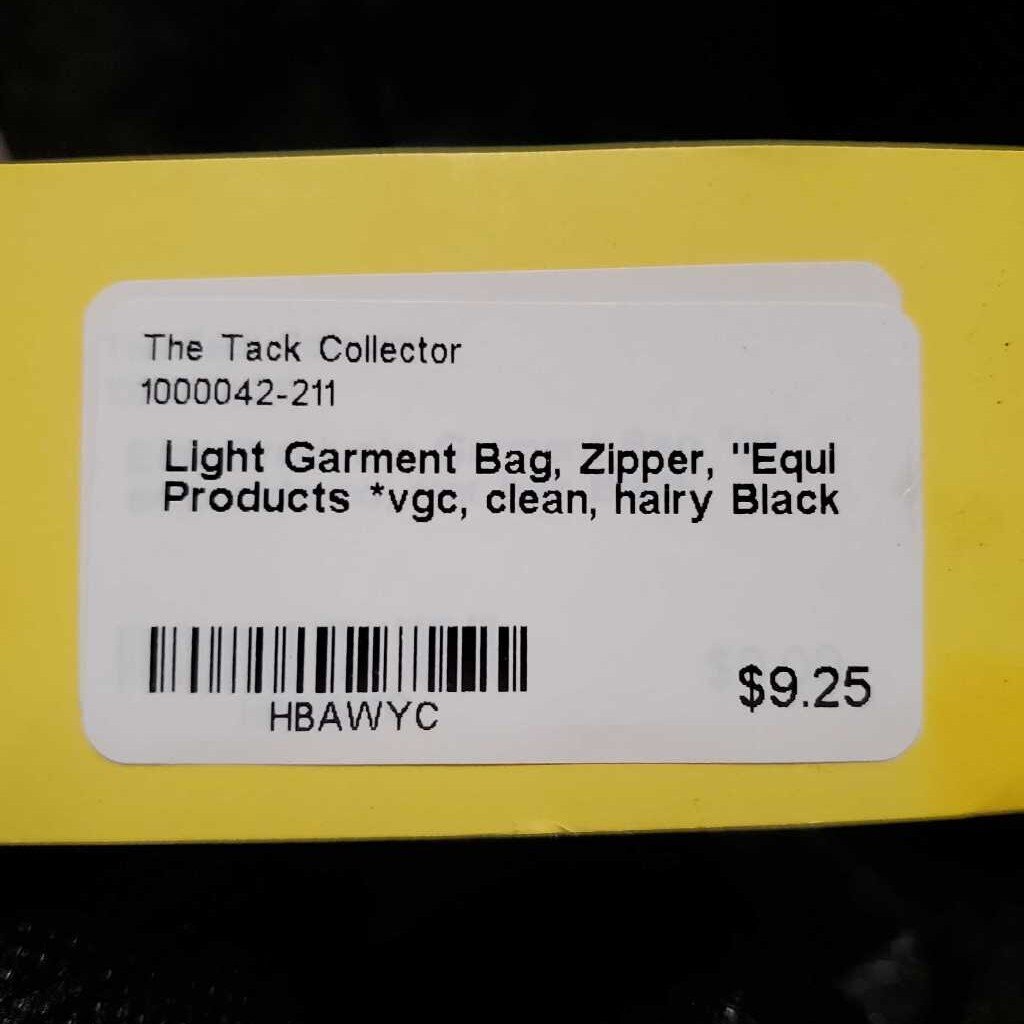 The Tack Collector
1000042-211
Light Garment Bag, Zipper, "Equi
Products *vgc, clean, hairy Black
HBAWYC
$9.25